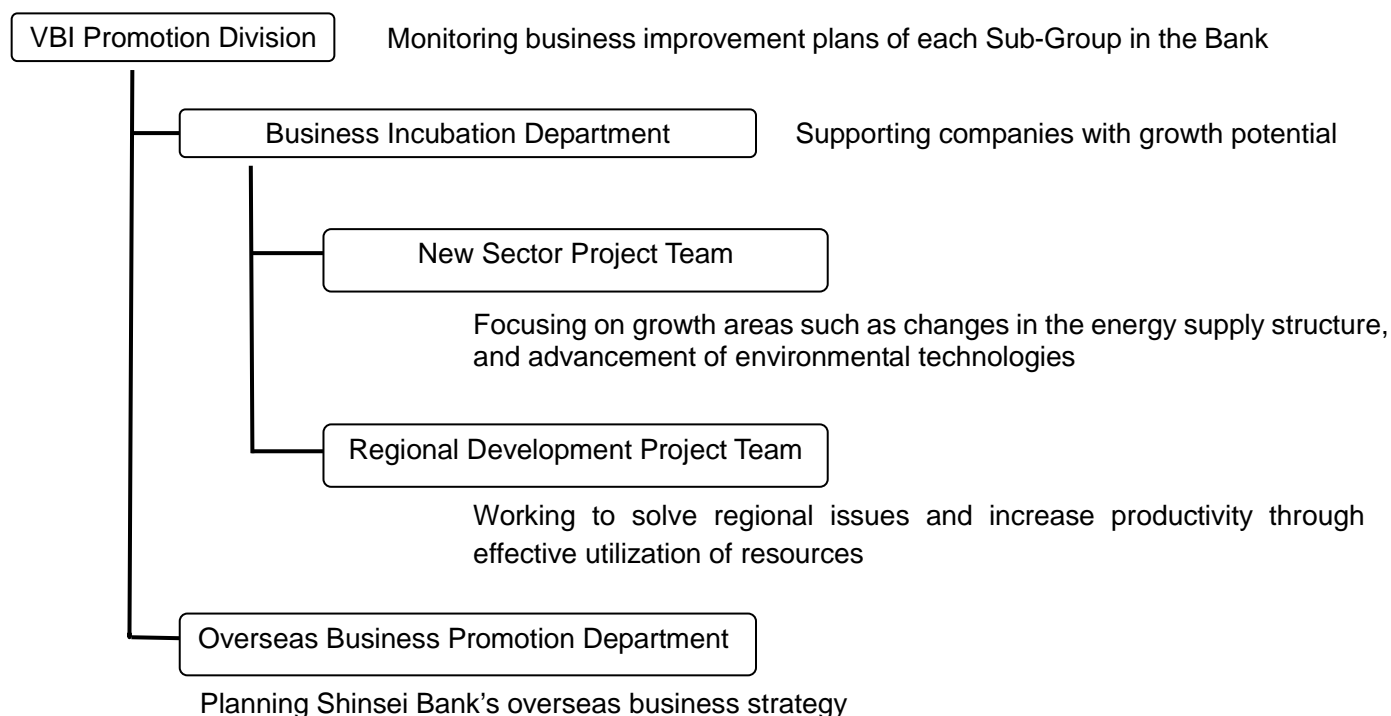 VBI Promotion Division
Monitoring business improvement plans of each Sub-Group in the Bank
Business Incubation Department
Supporting companies with growth potential
New Sector Project Team
Focusing on growth areas such as changes in the energy supply structure,
and advancement of environmental technologies
Regional Development Project Team
Working to solve regional issues and increase productivity through
effective utilization of resources
Overseas Business Promotion Department
Planning Shinsei Bank's overseas business strategy